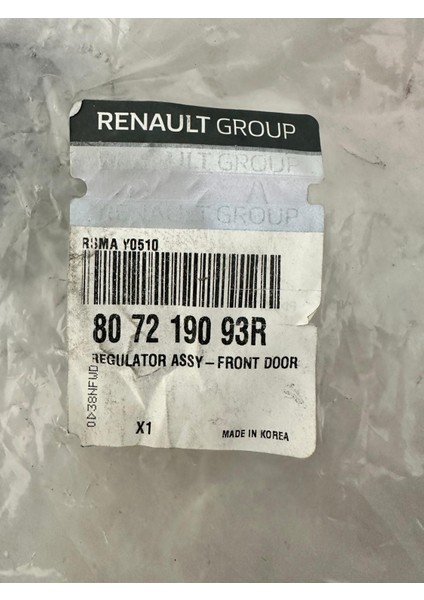 RENAULT GROUP
RENAULT GROUP
RENAULT GROUP
RSMA Y0510
80 72 190 93R
REGULATOR ASSY-FRONT DOOR
X1
MADE IN KOREA